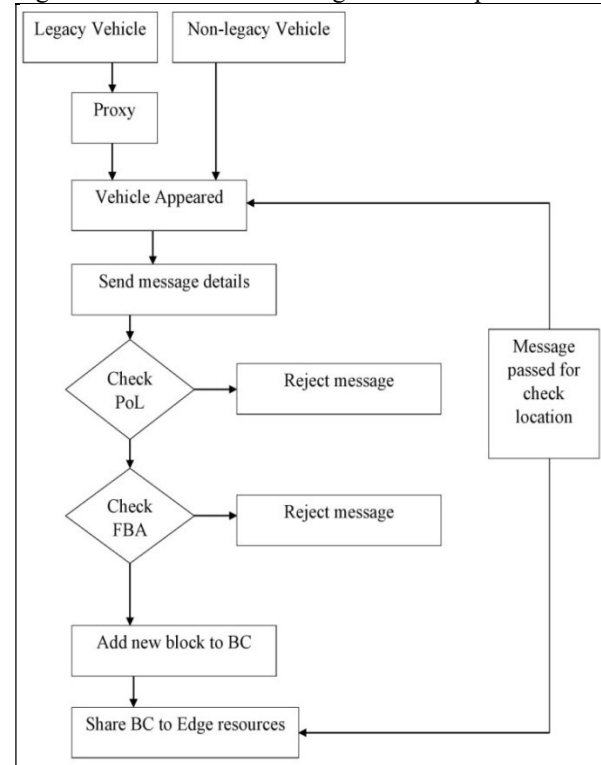 Legacy Vehicle
Non-legacy Vehicle
Proxy
Vehicle Appeared
Send message details
Check
PoL
Reject message
Message
passed for
check
location
Check
FBA
Reject message
Add new block to BC
Share BC to Edge resources